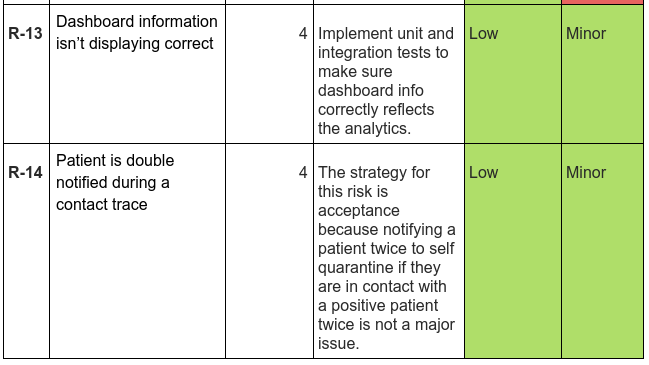 R-13
Dashboard information
isn’t displaying correct
4
Implement unit and
integration tests to
make sure
dashboard info
correctly reflects
the analytics.
Low
Minor
R-14
Patient is double
notified during a
contact trace
4
The strategy for
this risk is
acceptance
because notifying a
patient twice to self
quarantine if they
are in contact with
a positive patient
twice is not a major
issue.
Low
Minor